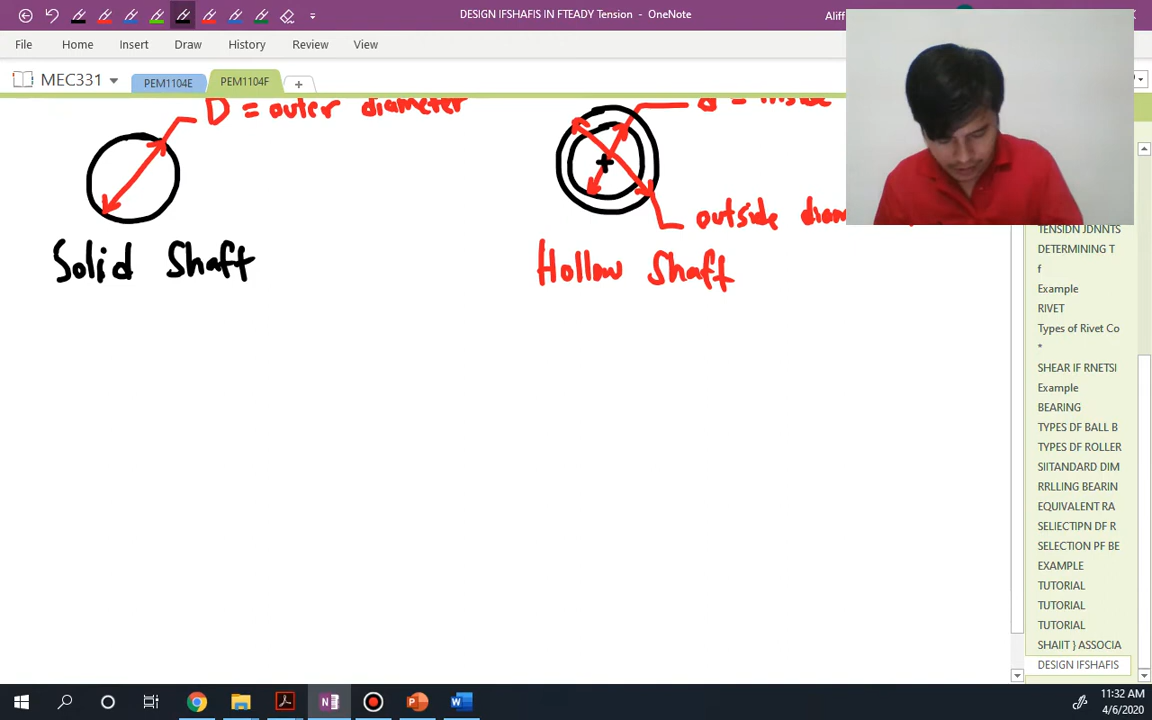 DESIGN IFSHAFIS IN FTEADY Tension - OneNote
Aliff
File Home Insert Draw History Review View
MEC331 PEM1104E PEM1104F
D = outer diameter
= inside
outside diam
Solid Shaft
Hollow Shaft
TENSIDN JDNNTS
DETERMINING T
f
Example
RIVET
Types of Rivet Co
*
SHEAR IF RNETSI
Example
BEARING
TYPES DF BALL B
TYPES DF ROLLER
SIITANDARD DIM
RRLLING BEARIN
EQUIVALENT RA
SELIECTIPN DF R
SELECTION PF BE
EXAMPLE
TUTORIAL
TUTORIAL
TUTORIAL
SHAIIT } ASSOCIA
DESIGN IFSHAFIS
11:32 AM
4/6/2020